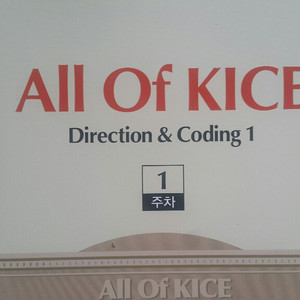 All Of KICE
Direction & Coding 1
1
주차
All Of KICE